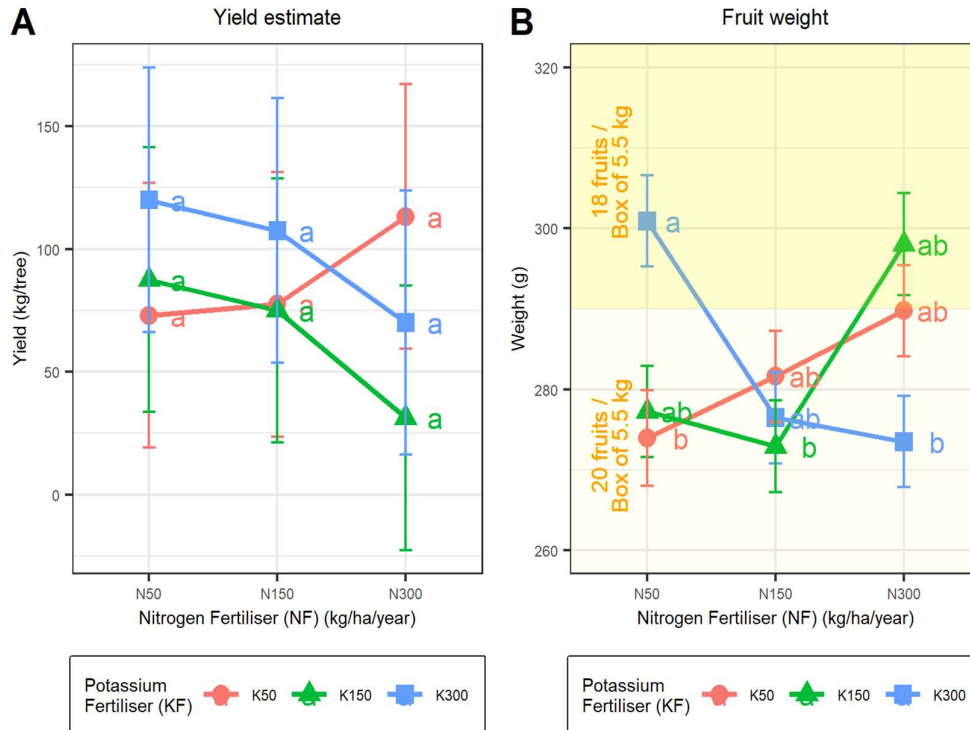 A
Yield estimate
Yield (kg/tree)
150
100
50
0
a
a
a
a
a
a
a
a
a
N50
N150
N300
Nitrogen Fertiliser (NF) (kg/ha/year)
Potassium
Fertiliser (KF)
a K50
a K150
a K300
B
Fruit weight
Weight (g)
320
300
280
260
18 fruits /
Box of 5.5 kg
20 fruits /
Box of 5.5 kg
a
ab
b
ab
ab
b
ab
ab
b
N50
N150
N300
Nitrogen Fertiliser (NF) (kg/ha/year)
Potassium
Fertiliser (KF)
a K50
a K150
a K300